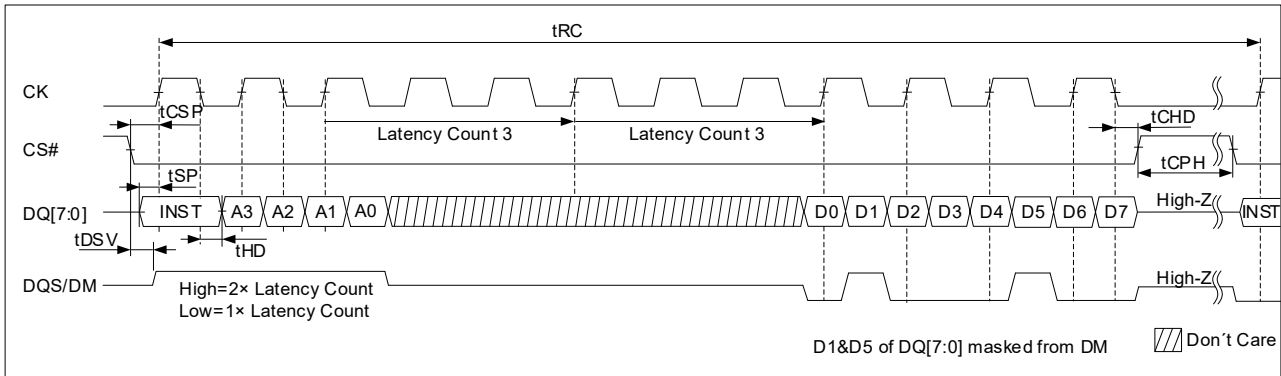 tRC
CK
tCSP
Latency Count 3
Latency Count 3
tCHD
CS#
tCPH
tSP
DQ[7:0]
INST
A3
A2
A1
A0
D0
D1
D2
D3
D4
D5
D6
D7
High-Z
INST
tDSV
tHD
DQS/DM
High=2× Latency Count
Low=1× Latency Count
High-Z
D1&D5 of DQ[7:0] masked from DM
Don´t Care